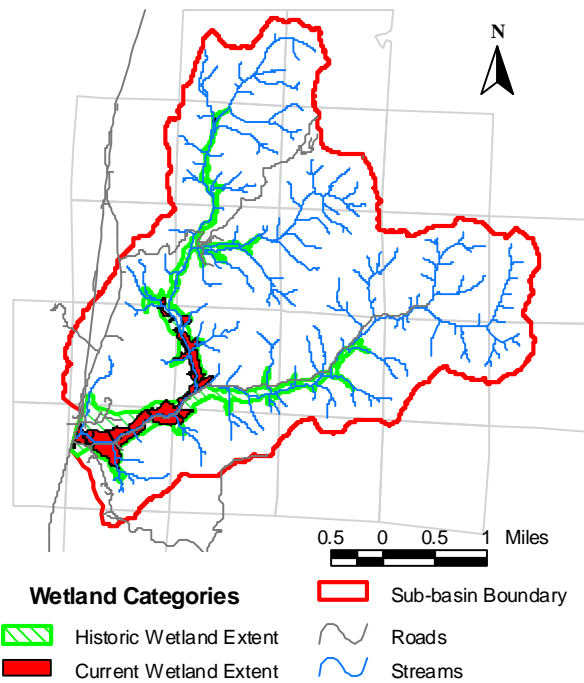 N
0.5 0 0.5 1 Miles
Wetland Categories
Sub-basin Boundary
Historic Wetland Extent
Roads
Current Wetland Extent
Streams